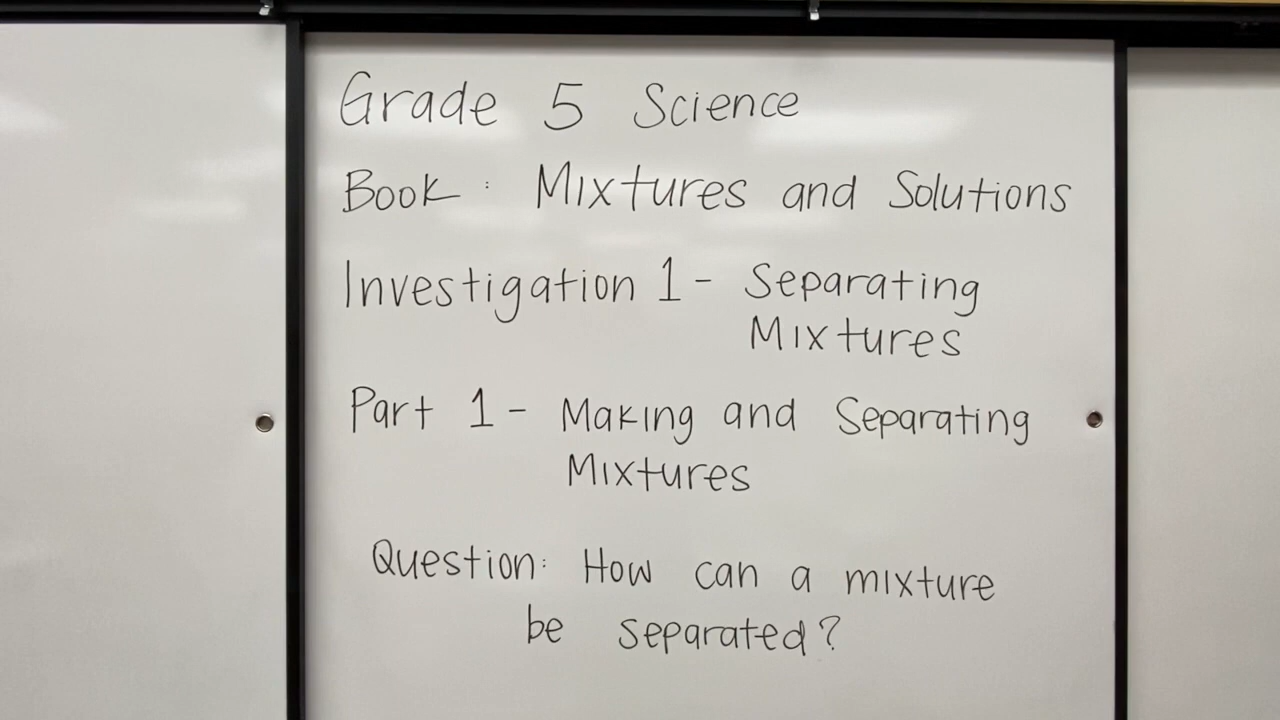 Grade 5 Science
Book: Mixtures and Solutions
Investigation 1- Separating
Mixtures
Part 1- Making and Separating
Mixtures
Question: How can a mixture
be separated?